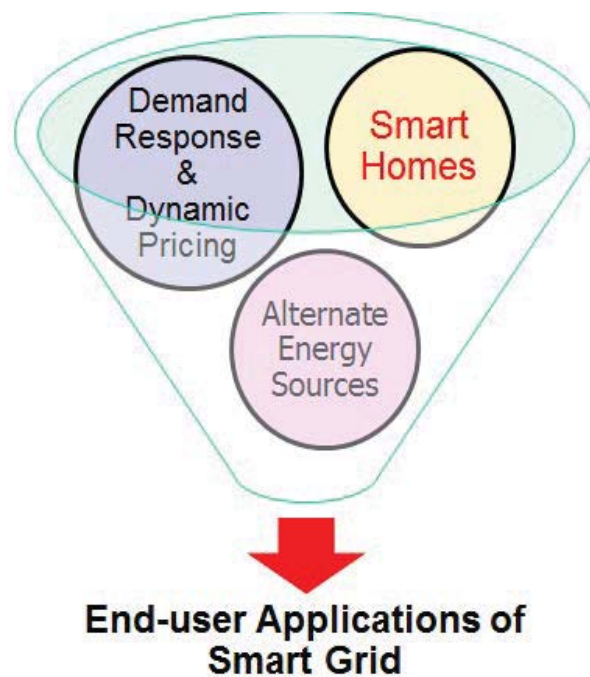 Demand
Response
&
Dynamic
Pricing
Smart
Homes
Alternate
Energy
Sources
End-user Applications of
Smart Grid